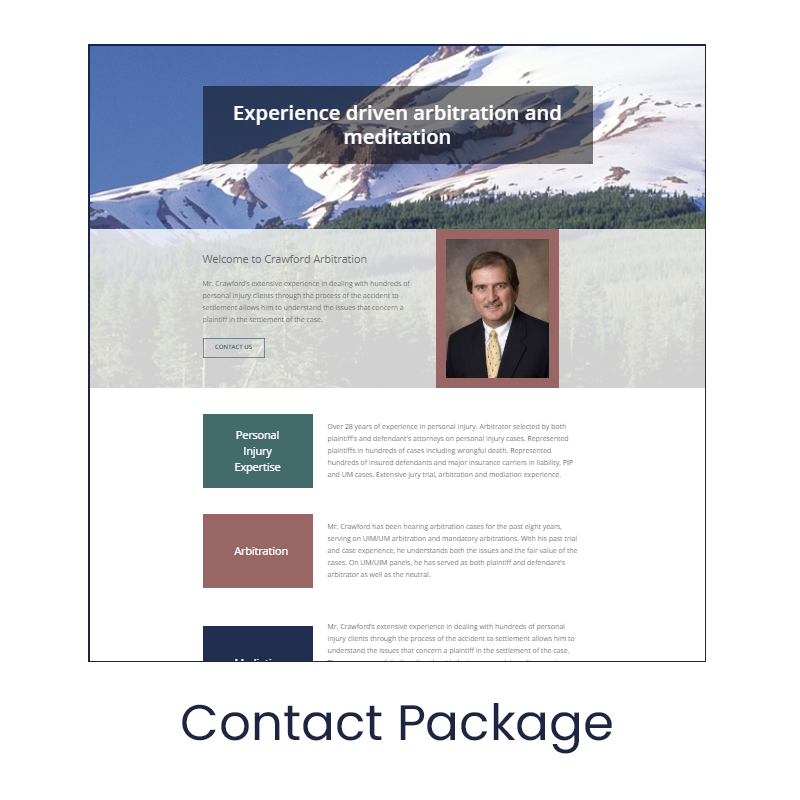 Experience driven arbitration and
meditation
Welcome to Crawford Arbitration
Mr. Crawford's extensive experience in dealing with hundreds of
personal injury clients through the process of the accident to
settlement allows him to understand the issues that concern a
plaintiff in the settlement of the case.
CONTACT US
Personal
Injury
Expertise
Over 28 years of experience in personal injury. Arbitrator selected by both
plaintiff's and defendant's attorneys on personal injury cases. Represented
plaintiffs in hundreds of cases including wrongful death. Represented
hundreds of insured defendants and major insurance carriers in liability, PIP
and UM cases. Extensive jury trial, arbitration and mediation experience.
Arbitration
Mr. Crawford has been hearing arbitration cases for the past eight years,
serving on UIM/UM arbitration and mandatory arbitrations. With his past trial
and case experience, he understands both the issues and the fair value of the
cases. On UM/UIM panels, he has served as both plaintiff and defendant's
arbitrator as well as the neutral.
Mr. Crawford's extensive experience in dealing with hundreds of personal
injury clients through the process of the accident to settlement allows him to
understand the issues that concern a plaintiff in the settlement of the case.
Contact Package